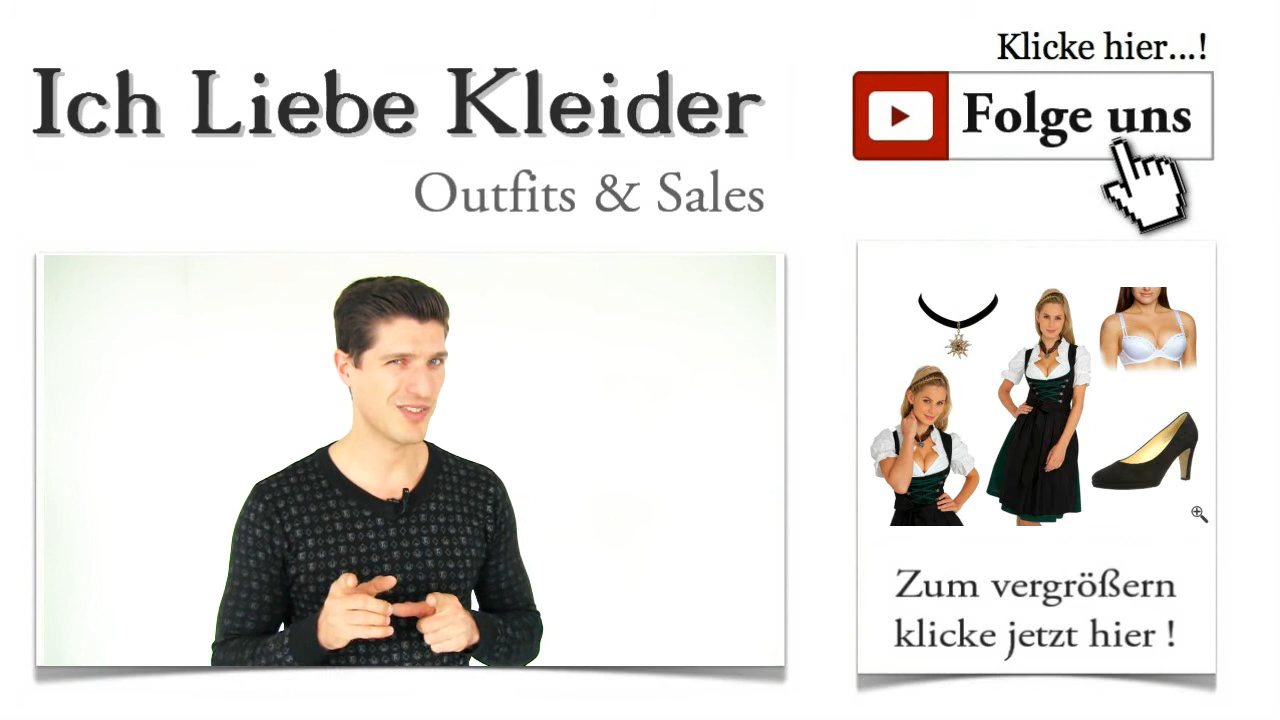 Ich Liebe Kleider
Outfits & Sales
Klicke hier...!
Folge uns
Zum vergrößern
klicke jetzt hier !